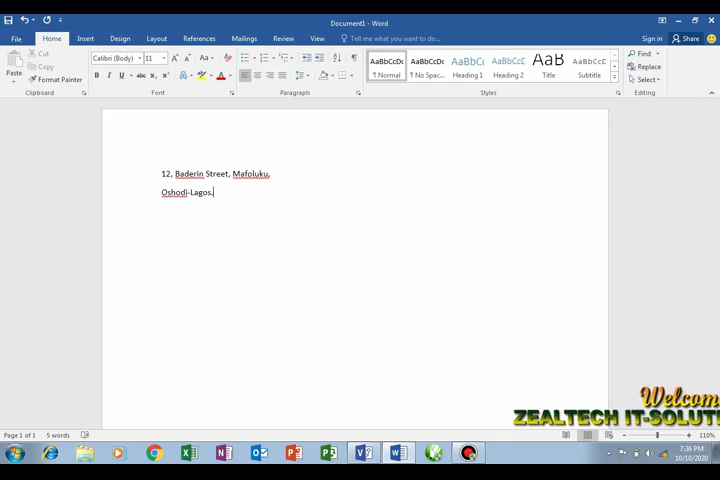 Document1 - Word
Sign in
Share
File
Home
Insert
Design
Layout
References
Mailings
Review
View
Tell me what you want to do...
Paste
Cut
Copy
Format Painter
Clipboard
Calibri (Body)
11
Font
Paragraph
AaBbCcDc
¶ Normal
AaBbCcDc
¶ No Spac...
AaBbCc
Heading 1
AaBbCcC
Heading 2
AaB
Title
AaBbCcC
Subtitle
Styles
Find
Replace
Select
Editing
12, Baderin Street, Mafoluku,
Oshodi-Lagos.
Welcom
ZEALTECH IT-SOLUT
Page 1 of 1
5 words
110%
7:36 PM
10/10/2020